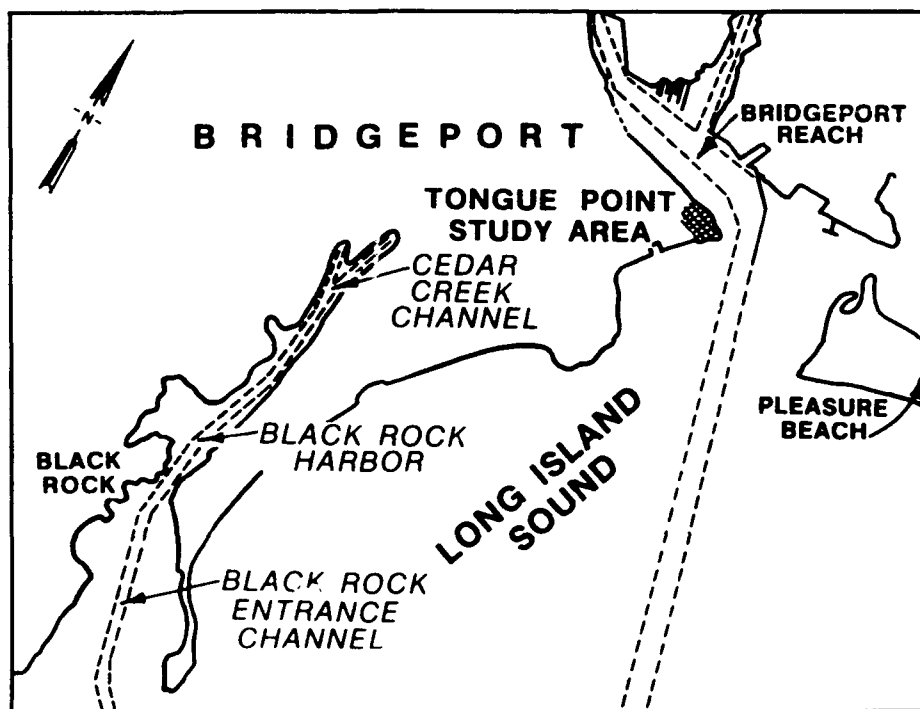 N
BRIDGEPORT
BRIDGEPORT
REACH
TONGUE POINT
STUDY AREA
CEDAR
CREEK
CHANNEL
PLEASURE
BEACH
BLACK ROCK
HARBOR
BLACK
ROCK
LONG ISLAND
SOUND
BLACK ROCK
ENTRANCE
CHANNEL